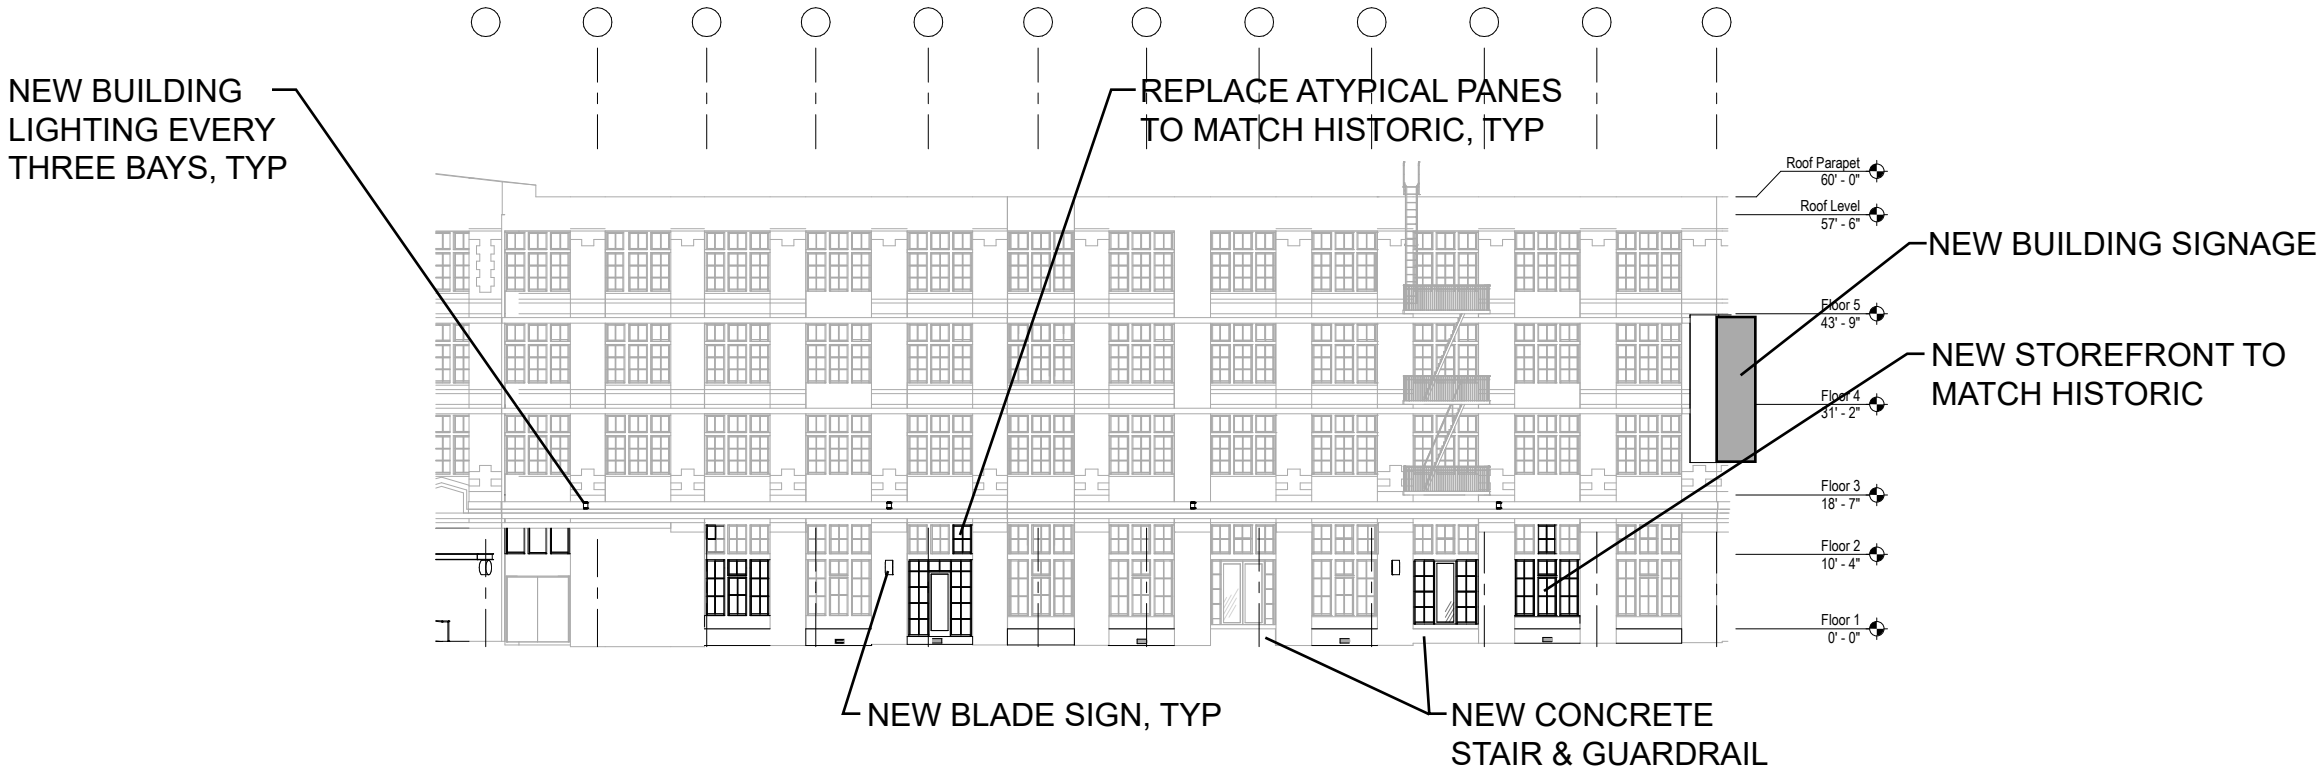 NEW BUILDING
LIGHTING EVERY
THREE BAYS, TYP
REPLACE ATYPICAL PANES
TO MATCH HISTORIC, TYP
Roof Parapet
60' - 0"
Roof Level
57' - 6"
NEW BUILDING SIGNAGE
Floor 5
43' - 9"
NEW STOREFRONT TO
MATCH HISTORIC
Floor 4
31' - 2"
Floor 3
18' - 7"
Floor 2
10' - 4"
Floor 1
0' - 0"
NEW BLADE SIGN, TYP
NEW CONCRETE
STAIR & GUARDRAIL